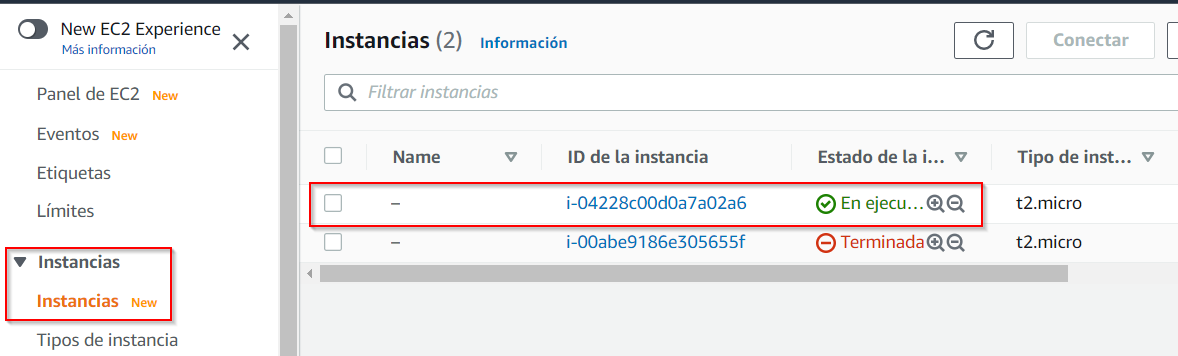 New EC2 Experience
Más información
Panel de EC2 New
Eventos New
Etiquetas
Límites
Instancias
Instancias New
Tipos de instancia
Instancias (2) Información
Conectar
Filtrar instancias
Name ID de la instancia Estado de la i... Tipo de inst...
– i-04228c00d0a7a02a6 En ejecu... t2.micro
– i-00abe9186e305655f Terminada t2.micro